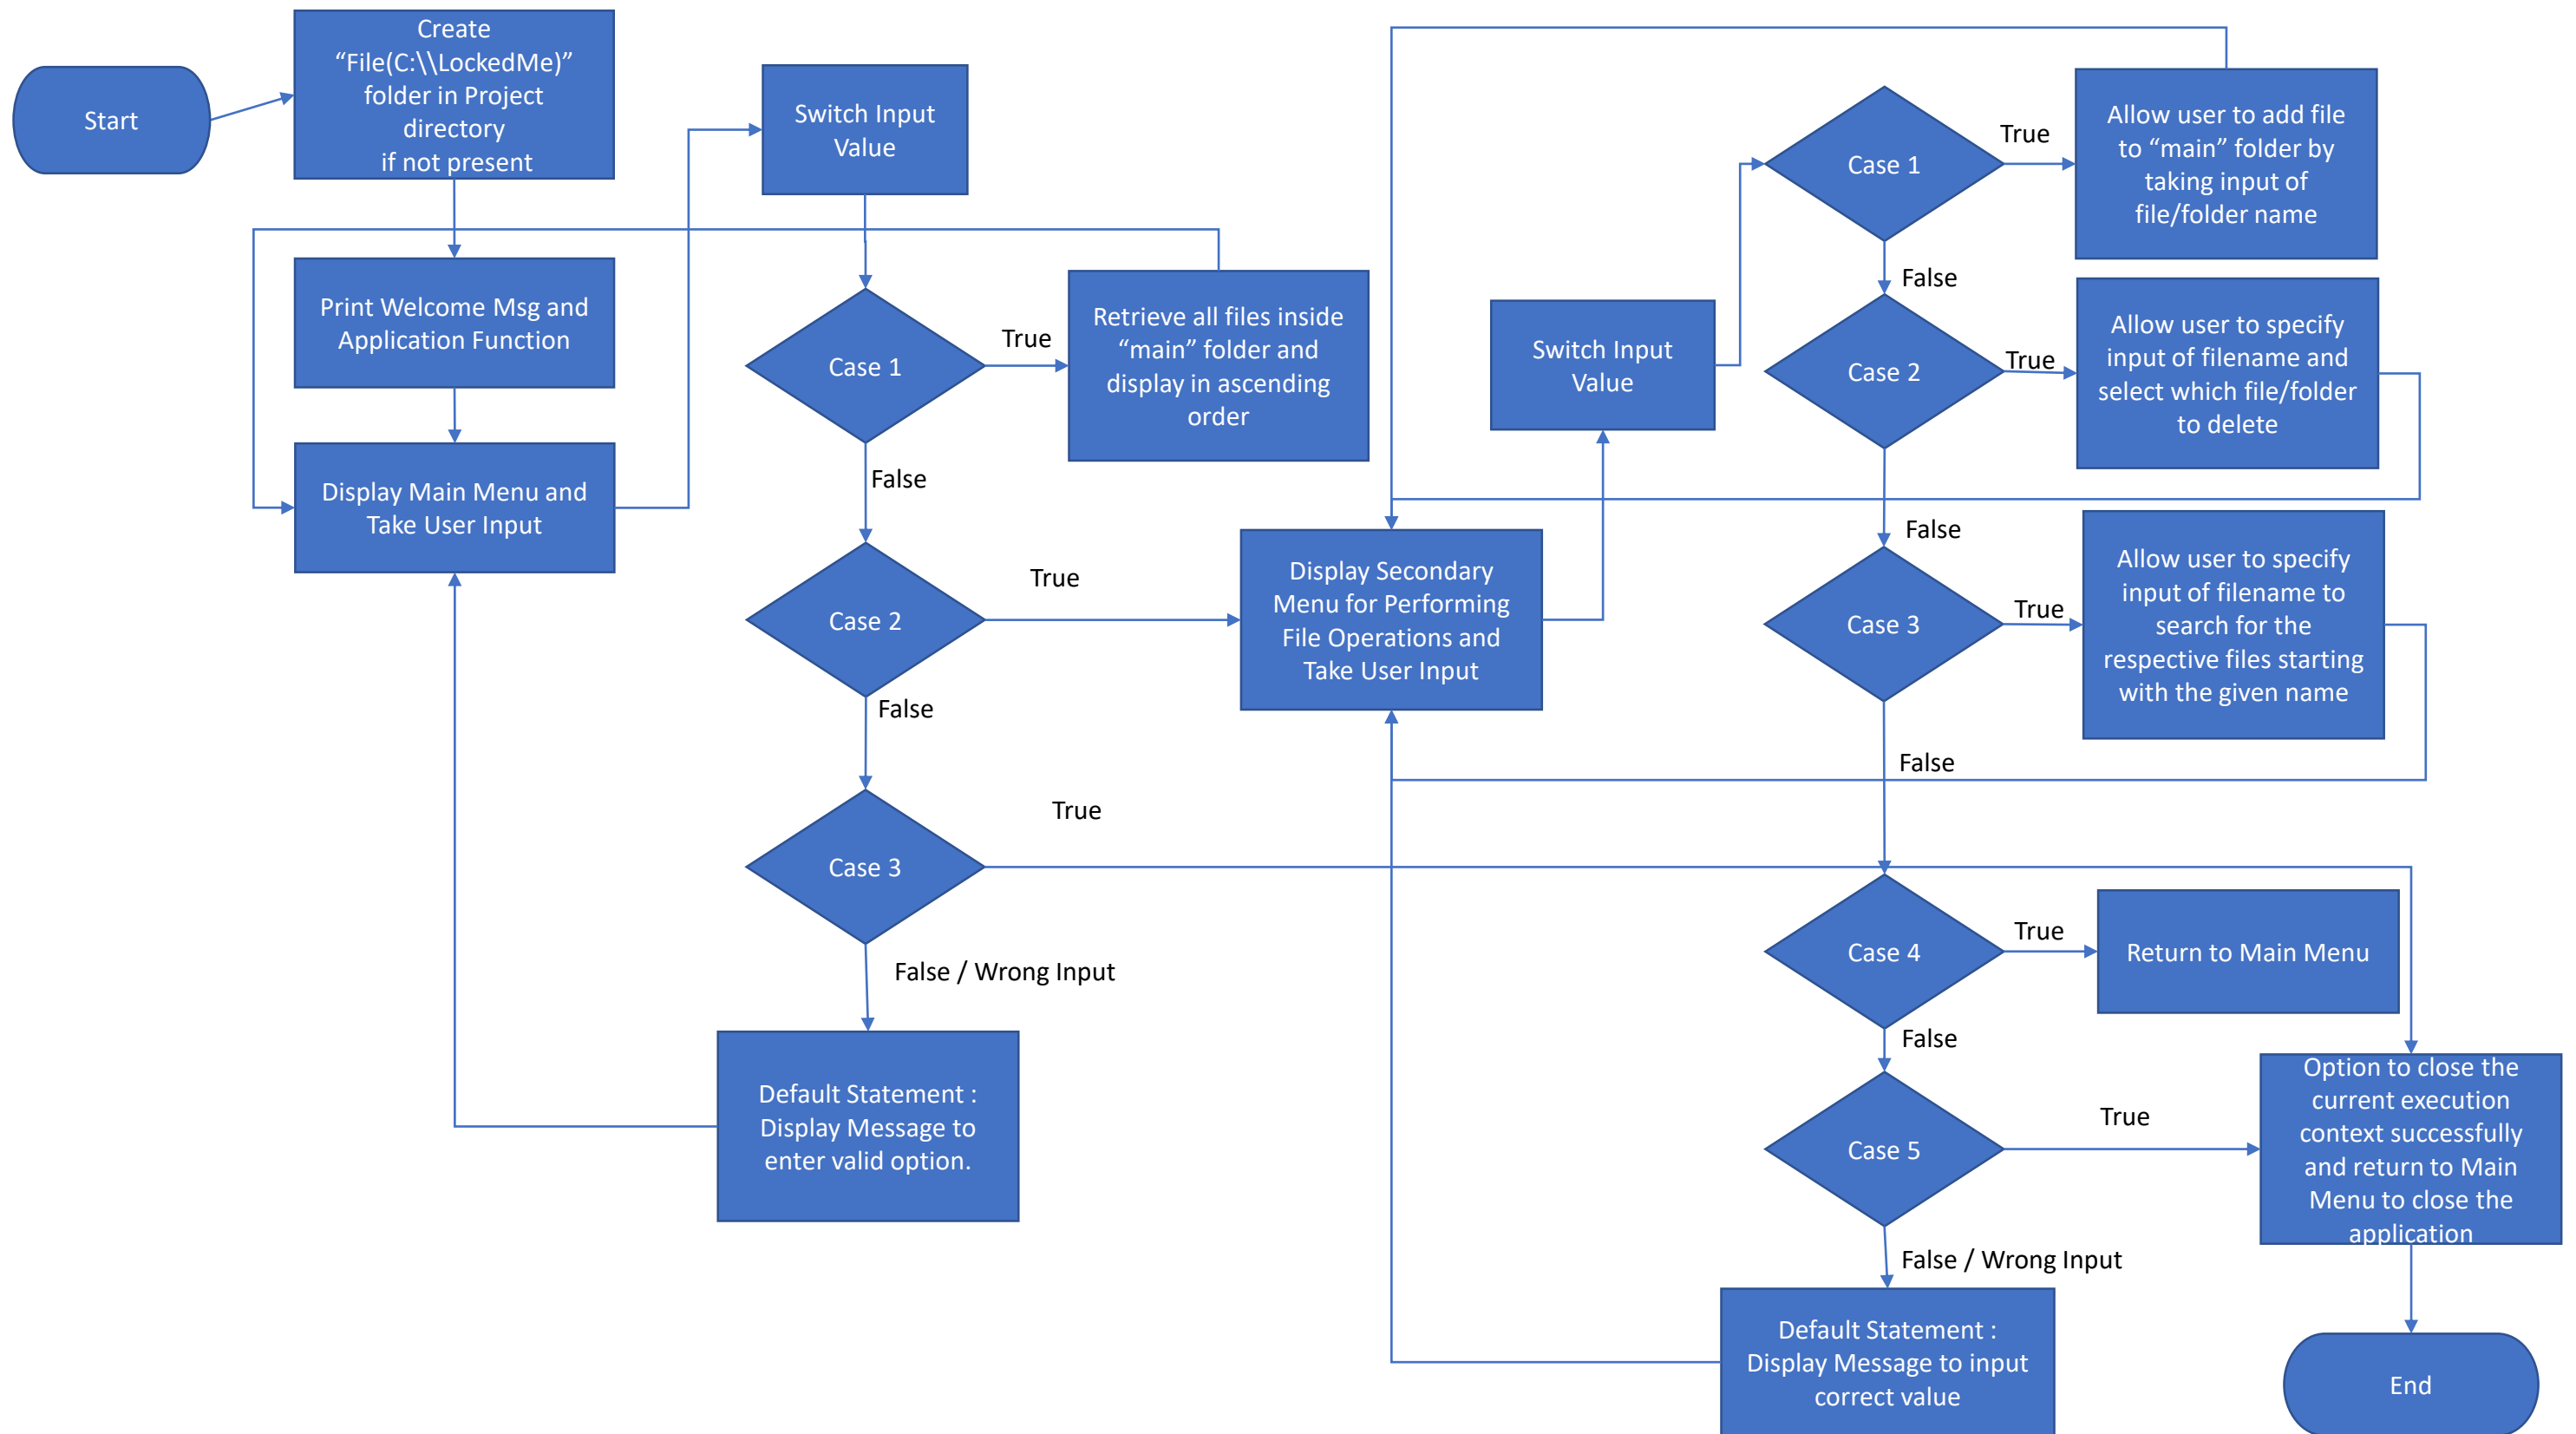 Start
Create
“File(C:\\LockedMe)”
folder in Project
directory
if not present
Print Welcome Msg and
Application Function
Display Main Menu and
Take User Input
Switch Input
Value
Case 1
True
Retrieve all files inside
“main” folder and
display in ascending
order
False
Case 2
True
False
Case 3
True
False / Wrong Input
Default Statement :
Display Message to
enter valid option.
Display Secondary
Menu for Performing
File Operations and
Take User Input
Switch Input
Value
Case 1
True
Allow user to add file
to “main” folder by
taking input of
file/folder name
False
Case 2
True
Allow user to specify
input of filename and
select which file/folder
to delete
False
Case 3
True
Allow user to specify
input of filename to
search for the
respective files starting
with the given name
False
Case 4
True
Return to Main Menu
False
Case 5
True
Option to close the
current execution
context successfully
and return to Main
Menu to close the
application
False / Wrong Input
Default Statement :
Display Message to input
correct value
End